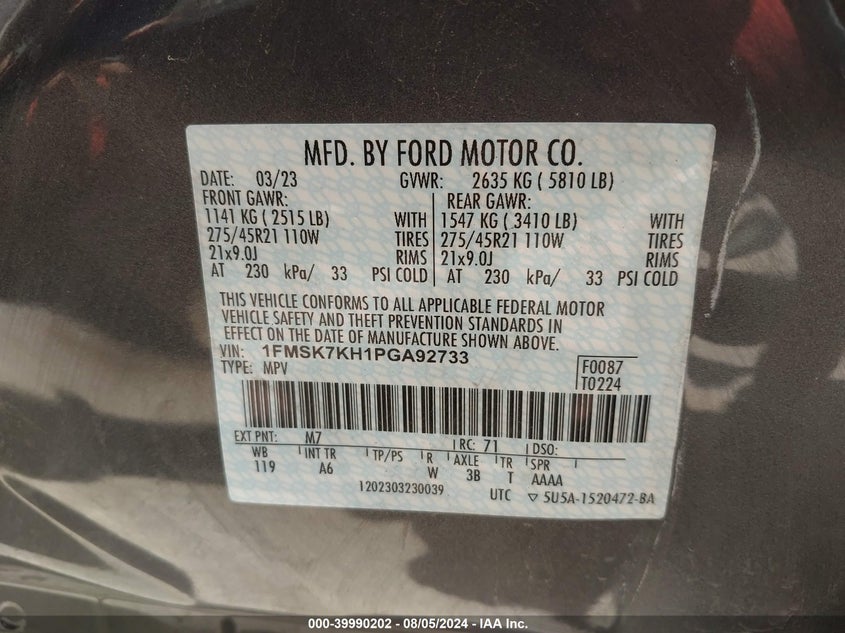 MFD. BY FORD MOTOR CO.
DATE: 03/23 GVWR: 2635 KG ( 5810 LB)
FRONT GAWR: REAR GAWR:
1141 KG ( 2515 LB) WITH 1547 KG ( 3410 LB) WITH
275/45R21 110W TIRES 275/45R21 110W TIRES
21x9.0J RIMS 21x9.0J RIMS
AT 230 kPa/ 33 PSI COLD AT 230 kPa/ 33 PSI COLD
THIS VEHICLE CONFORMS TO ALL APPLICABLE FEDERAL MOTOR
VEHICLE SAFETY AND THEFT PREVENTION STANDARDS IN
EFFECT ON THE DATE OF MANUFACTURE SHOWN ABOVE.
VIN: 1FMSK7KH1PGA92733 F0087
TYPE: MPV T0224
EXT PNT: M7 RC: 71 DSO:
WB INT TR TP/PS R AXLE TR SPR
119 A6 W 3B T AAAA
1202303230039 UTC ▽ 5U5A-1520472-BA
000-39990202 - 08/05/2024 - IAA Inc.